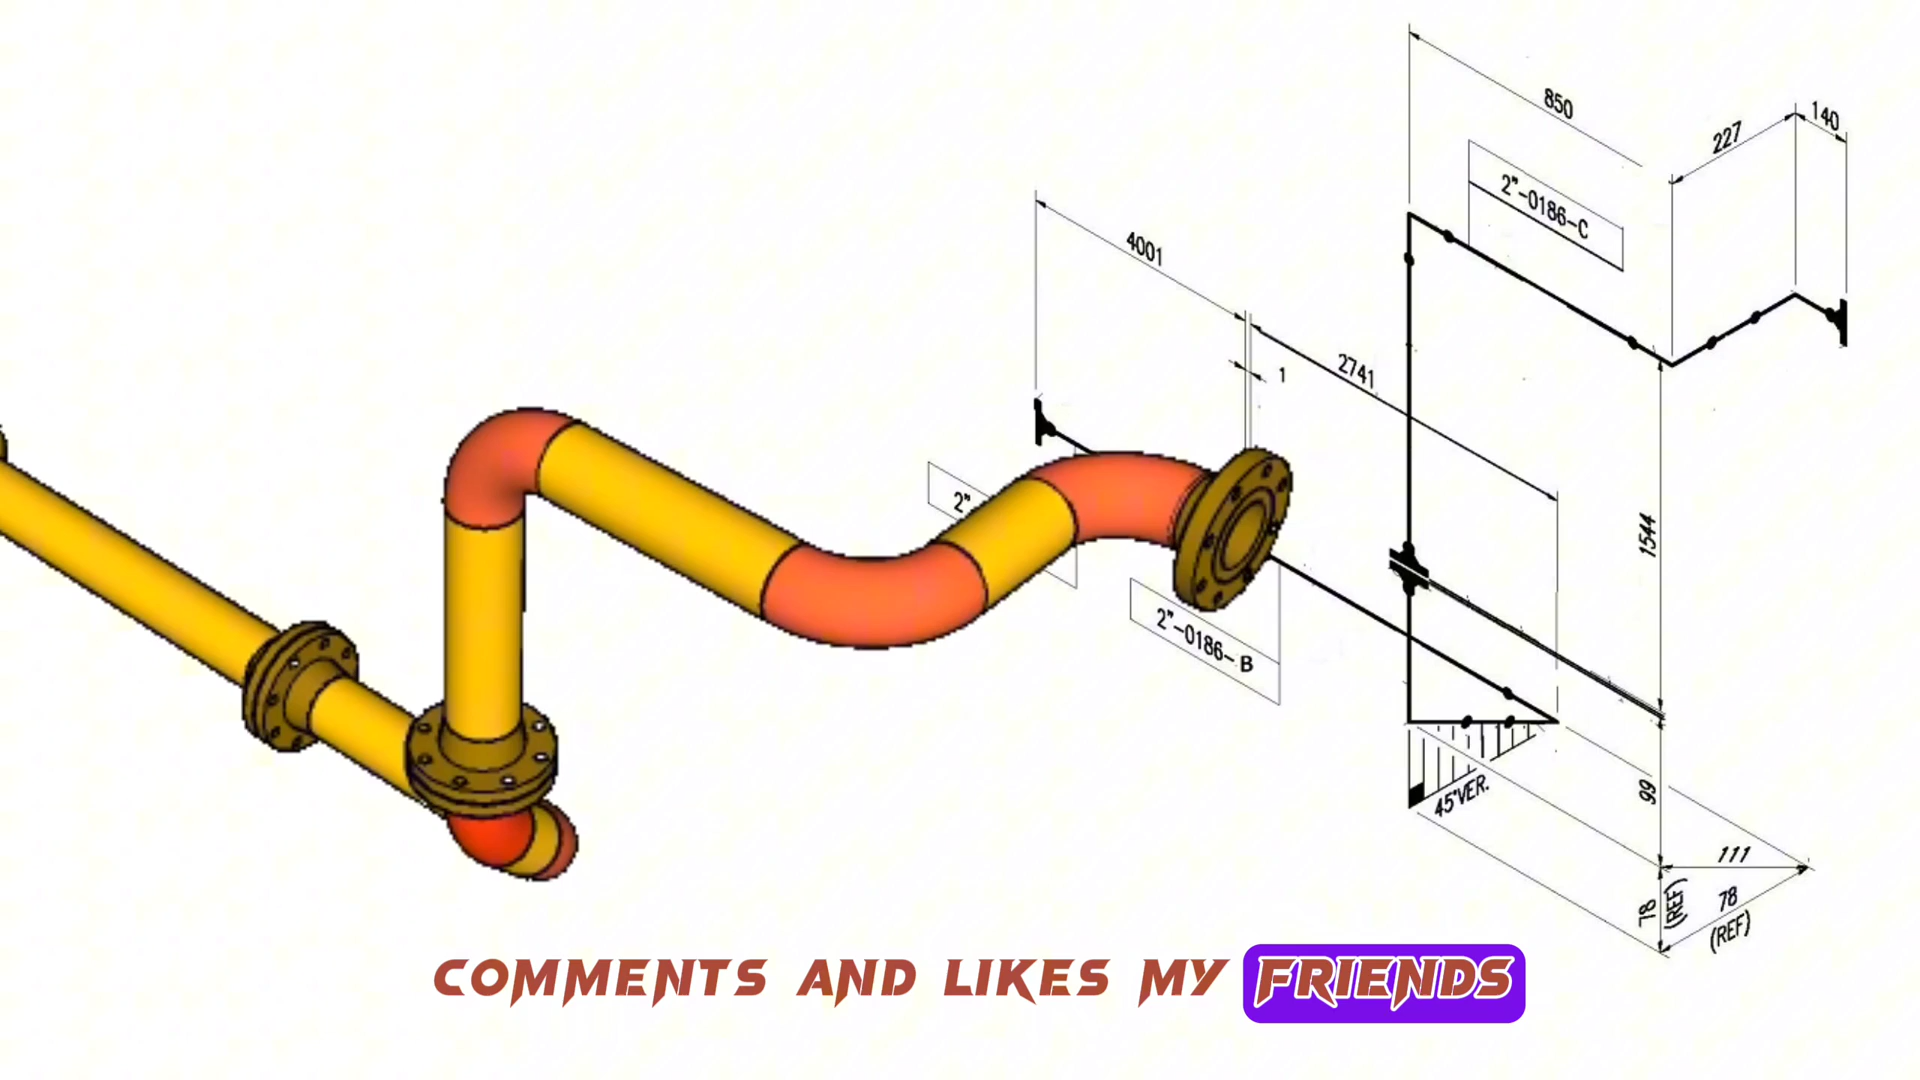 850
140
227
2"-0186-C
4001
2741
1
2"
1544
2"-0186-B
45°VER.
99
111
78
(REF)
78
(REF)
COMMENTS AND LIKES MY FRIENDS